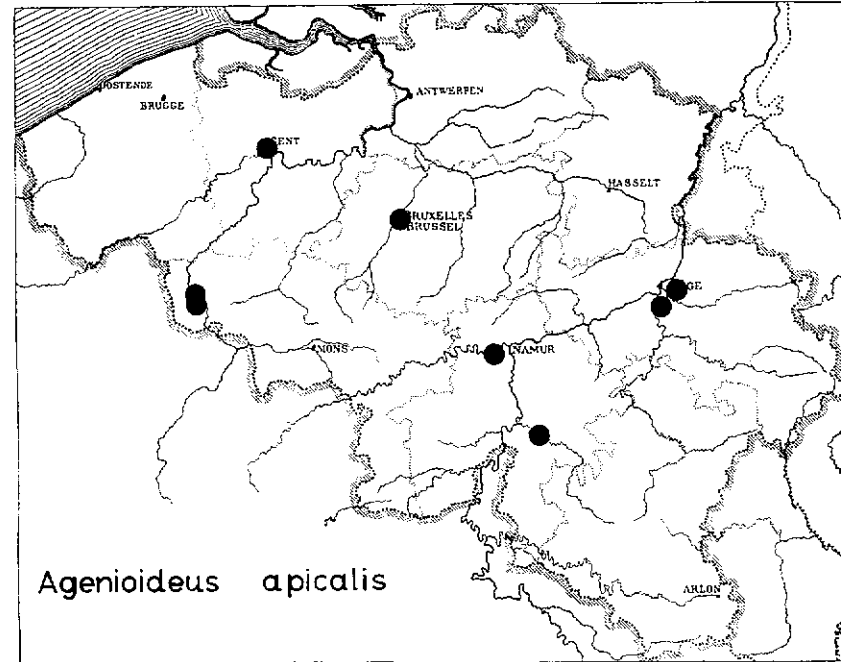 OSTENDE
BRUGGE
ANTWERPEN
GENT
HASSELT
BRUXELLES
BRUSSEL
MONS
NAMUR
ARLON
Agenioideus apicalis